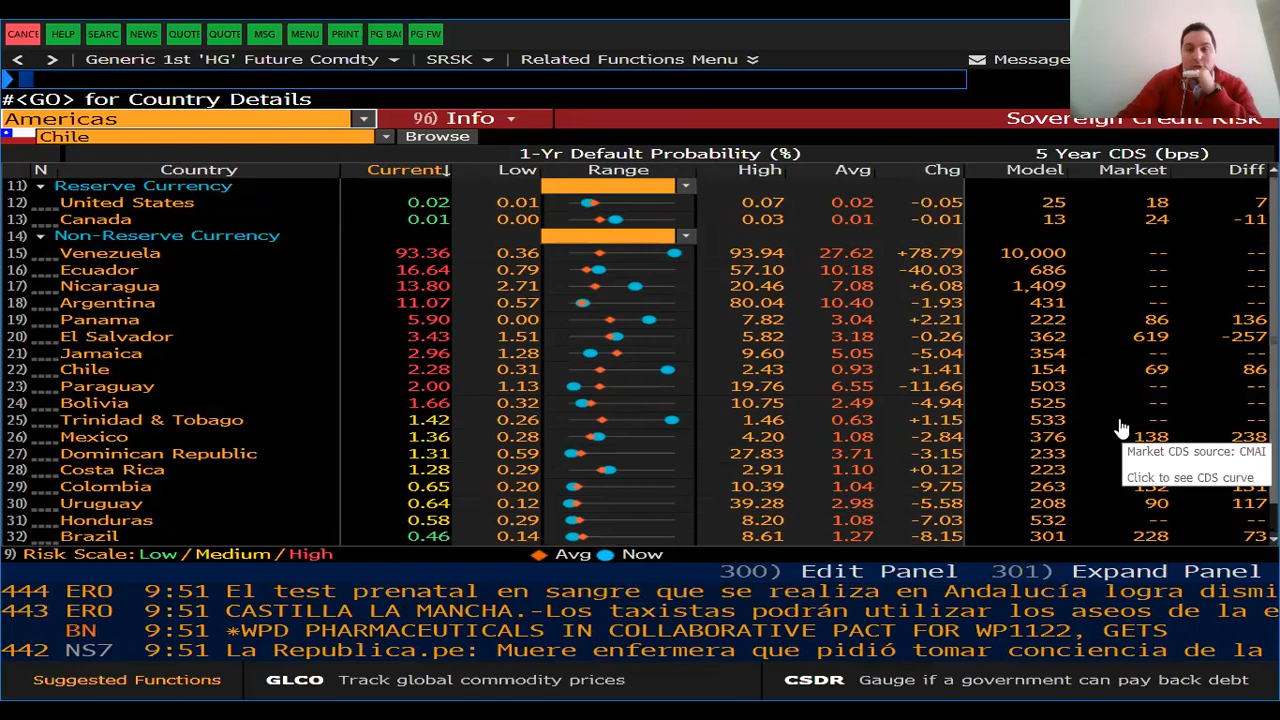 CANCE HELP SEARC NEWS QUOTE QUOTE MSG MENU PRINT PG BAC PG FW
< > Generic 1st 'HG' Future Comdty SRSK Related Functions Menu Message
#<GO> for Country Details
Americas 96) Info Sovereign Credit Risk
Chile Browse
1-Yr Default Probability (%) 5 Year CDS (bps)
N Country Current↓ Low Range High Avg Chg Model Market Diff
11) Reserve Currency
12) United States 0.02 0.01 0.07 0.02 -0.05 25 18 7
13) Canada 0.01 0.00 0.03 0.01 -0.01 13 24 -11
14) Non-Reserve Currency
15) Venezuela 93.36 0.36 93.94 27.62 +78.79 10,000 -- --
16) Ecuador 16.64 0.79 57.10 10.18 -40.03 686 -- --
17) Nicaragua 13.80 2.71 20.46 7.08 +6.08 1,409 -- --
18) Argentina 11.07 0.57 80.04 10.40 -1.93 431 -- --
19) Panama 5.90 0.00 7.82 3.04 +2.21 222 86 136
20) El Salvador 3.43 1.51 5.82 3.18 -0.26 362 619 -257
21) Jamaica 2.96 1.28 9.60 5.05 -5.04 354 -- --
22) Chile 2.28 0.31 2.43 0.93 +1.41 154 69 86
23) Paraguay 2.00 1.13 19.76 6.55 -11.66 503 -- --
24) Bolivia 1.66 0.32 10.75 2.49 -4.94 525 -- --
25) Trinidad & Tobago 1.42 0.26 1.46 0.63 +1.15 533 -- --
26) Mexico 1.36 0.28 4.20 1.08 -2.84 376 138 238
27) Dominican Republic 1.31 0.59 27.83 3.71 -3.15 233
28) Costa Rica 1.28 0.29 2.91 1.10 +0.12 223
29) Colombia 0.65 0.20 10.39 1.04 -9.75 263 132 131
30) Uruguay 0.64 0.12 39.28 2.98 -5.58 208 90 117
31) Honduras 0.58 0.29 8.20 1.08 -7.03 532 -- --
32) Brazil 0.46 0.14 8.61 1.27 -8.15 301 228 73
Market CDS source: CMAI
Click to see CDS curve
9) Risk Scale: Low / Medium / High Avg Now
300) Edit Panel 301) Expand Panel
444 ERO 9:51 El test prenatal en sangre que se realiza en Andalucía logra dismi
443 ERO 9:51 CASTILLA LA MANCHA.-Los taxistas podrán utilizar los aseos de la e
BN 9:51 *WPD PHARMACEUTICALS IN COLLABORATIVE PACT FOR WP1122, GETS
442 NS7 9:51 La Republica.pe: Muere enfermera que pidió tomar conciencia de la
Suggested Functions GLCO Track global commodity prices CSDR Gauge if a government can pay back debt